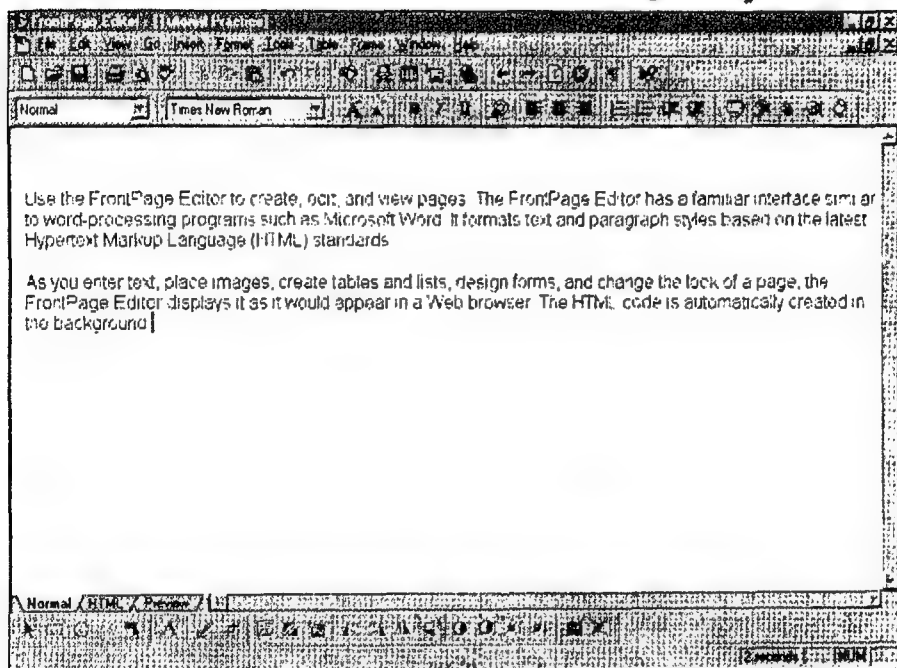 FrontPage Editor - [Tutored Practice]
File Edit View Go Insert Format Tools Table Frame Window Help
Normal Times New Roman
Use the FrontPage Editor to create, edit, and view pages. The FrontPage Editor has a familiar interface similar
to word-processing programs such as Microsoft Word. It formats text and paragraph styles based on the latest
Hypertext Markup Language (HTML) standards.
As you enter text, place images, create tables and lists, design forms, and change the look of a page, the
FrontPage Editor displays it as it would appear in a Web browser. The HTML code is automatically created in
the background.
Normal HTML Preview
2 seconds NUM